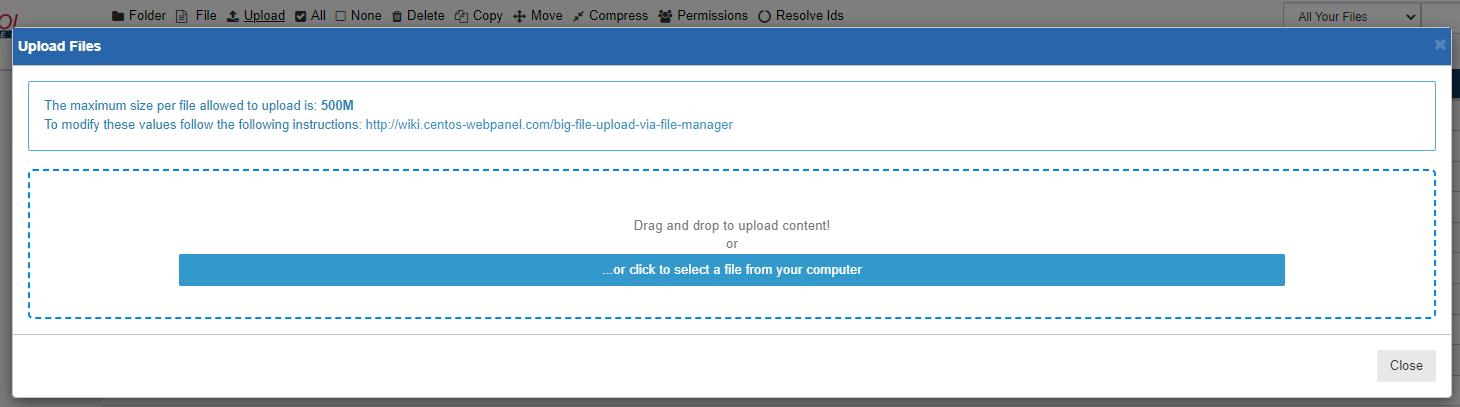 Folder File Upload All None Delete Copy Move Compress Permissions Resolve Ids All Your Files
Upload Files
The maximum size per file allowed to upload is: 500M
To modify these values follow the following instructions: http://wiki.centos-webpanel.com/big-file-upload-via-file-manager
Drag and drop to upload content!
or
...or click to select a file from your computer
Close